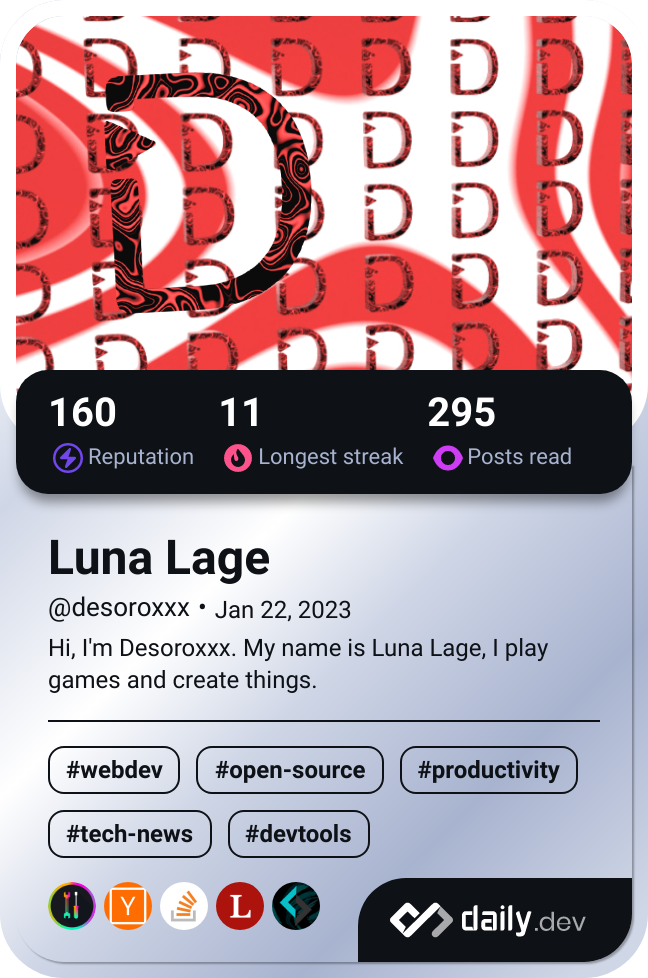 D
160 11 295
Reputation Longest streak Posts read
Luna Lage
@desoroxxx • Jan 22, 2023
Hi, I'm Desoroxxx. My name is Luna Lage, I play
games and create things.
#webdev #open-source #productivity
#tech-news #devtools
Y L
daily.dev